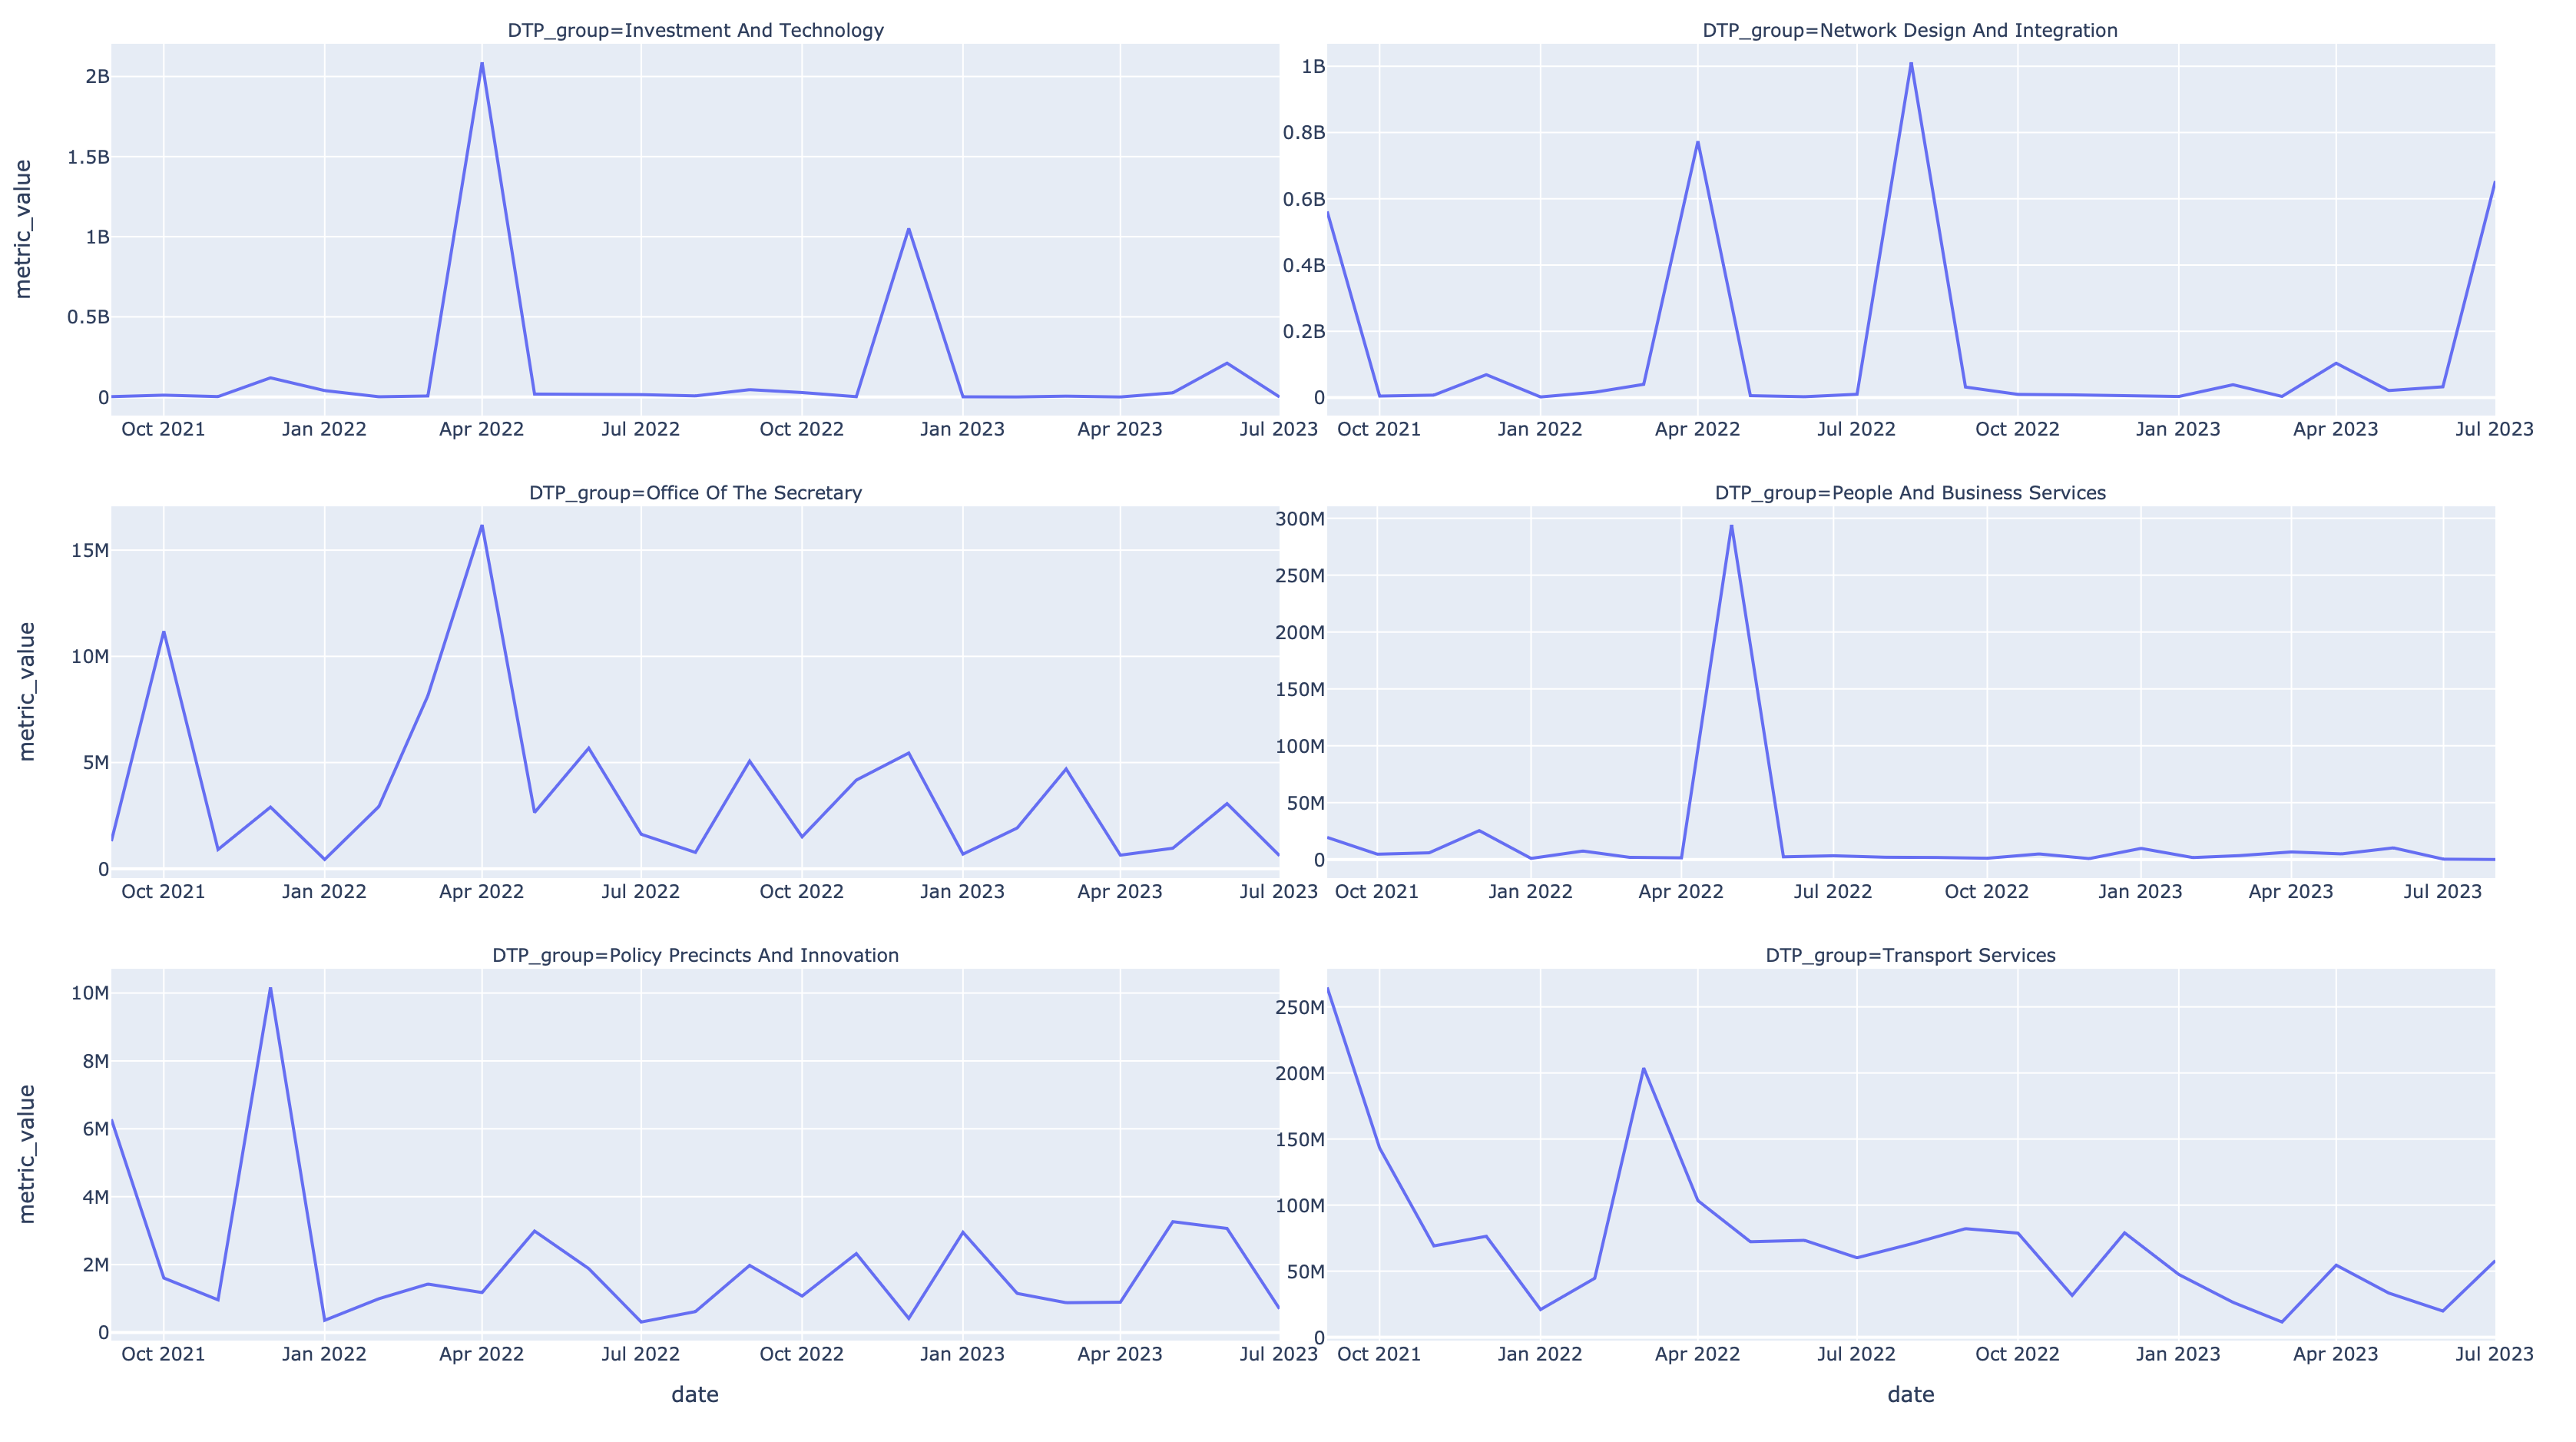 DTP_group=Investment And Technology
metric_value
2B
1.5B
1B
0.5B
0
Oct 2021 Jan 2022 Apr 2022 Jul 2022 Oct 2022 Jan 2023 Apr 2023 Jul 2023
DTP_group=Network Design And Integration
1B
0.8B
0.6B
0.4B
0.2B
0
Oct 2021 Jan 2022 Apr 2022 Jul 2022 Oct 2022 Jan 2023 Apr 2023 Jul 2023
DTP_group=Office Of The Secretary
metric_value
15M
10M
5M
0
Oct 2021 Jan 2022 Apr 2022 Jul 2022 Oct 2022 Jan 2023 Apr 2023 Jul 2023
DTP_group=People And Business Services
300M
250M
200M
150M
100M
50M
0
Oct 2021 Jan 2022 Apr 2022 Jul 2022 Oct 2022 Jan 2023 Apr 2023 Jul 2023
DTP_group=Policy Precincts And Innovation
metric_value
10M
8M
6M
4M
2M
0
Oct 2021 Jan 2022 Apr 2022 Jul 2022 Oct 2022 Jan 2023 Apr 2023 Jul 2023
date
DTP_group=Transport Services
250M
200M
150M
100M
50M
0
Oct 2021 Jan 2022 Apr 2022 Jul 2022 Oct 2022 Jan 2023 Apr 2023 Jul 2023
date